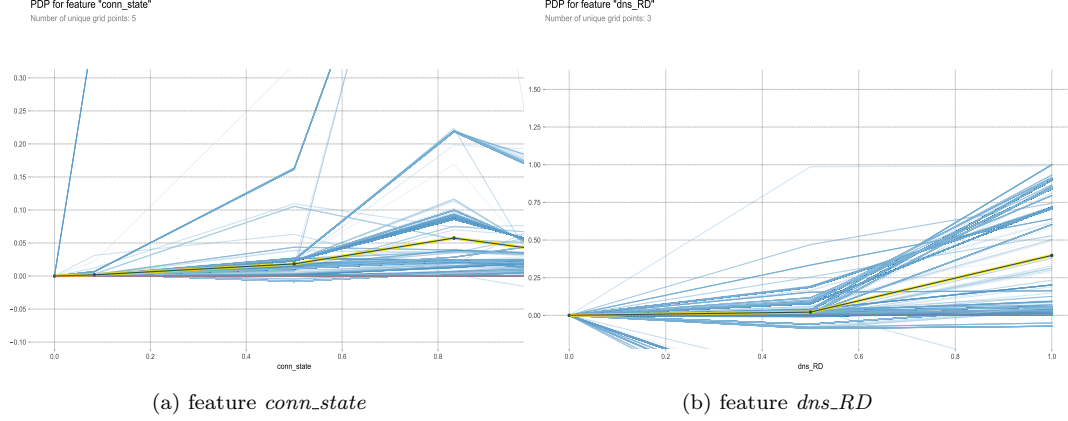 PDP for feature "conn_state"
Number of unique grid points: 5
0.30
0.25
0.20
0.15
0.10
0.05
0.00
−0.05
−0.10
0.0 0.2 0.4 0.6 0.8
conn_state
(a) feature conn_state
PDP for feature "dns_RD"
Number of unique grid points: 3
1.50
1.25
1.00
0.75
0.50
0.25
0.00
0.0 0.2 0.4 0.6 0.8 1.0
dns_RD
(b) feature dns_RD